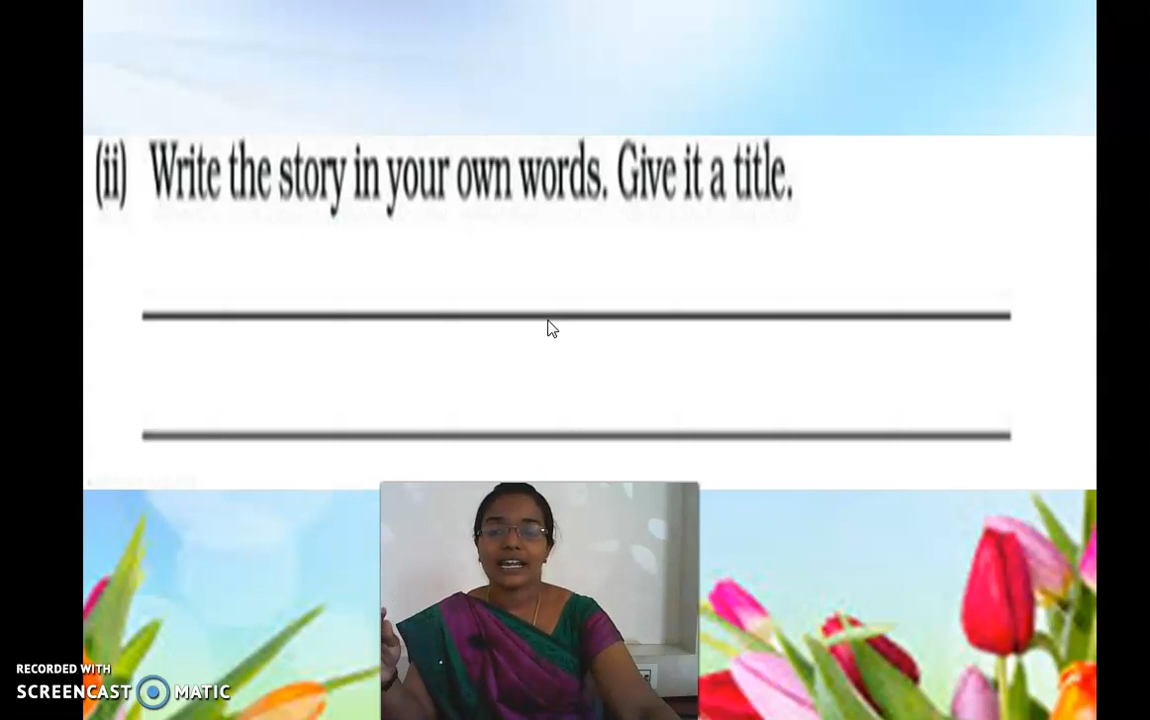 (ii) Write the story in your own words. Give it a title.
RECORDED WITH
SCREENCAST MATIC